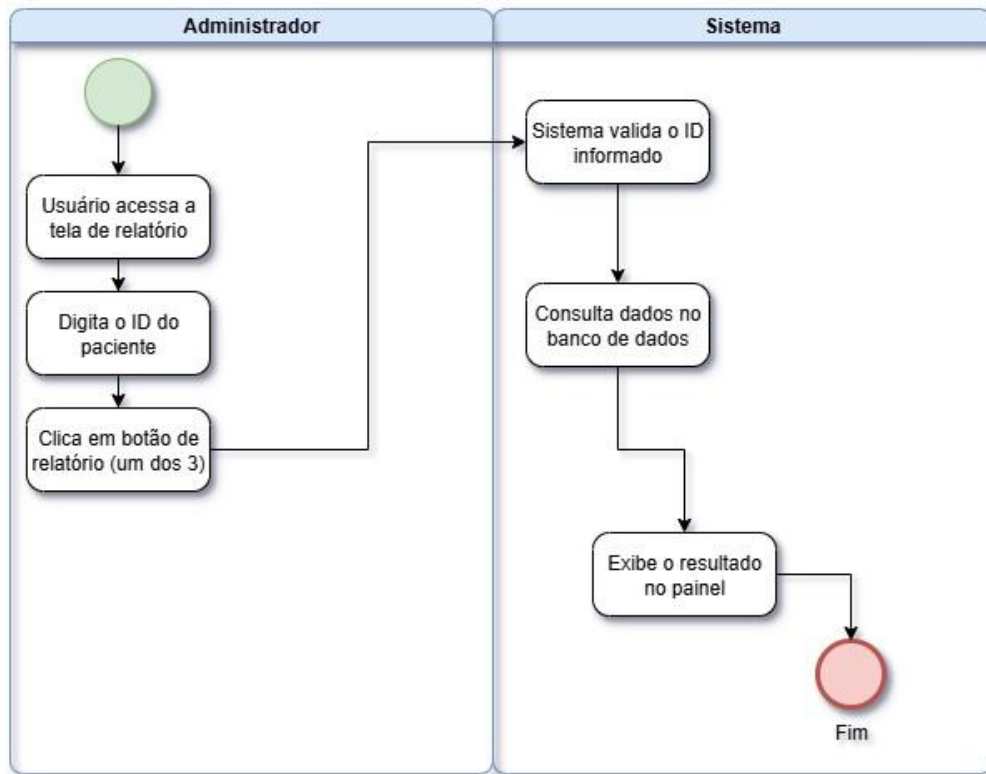 Administrador
Sistema
Usuário acessa a
tela de relatório
Digita o ID do
paciente
Clica em botão de
relatório (um dos 3)
Sistema valida o ID
informado
Consulta dados no
banco de dados
Exibe o resultado
no painel
Fim